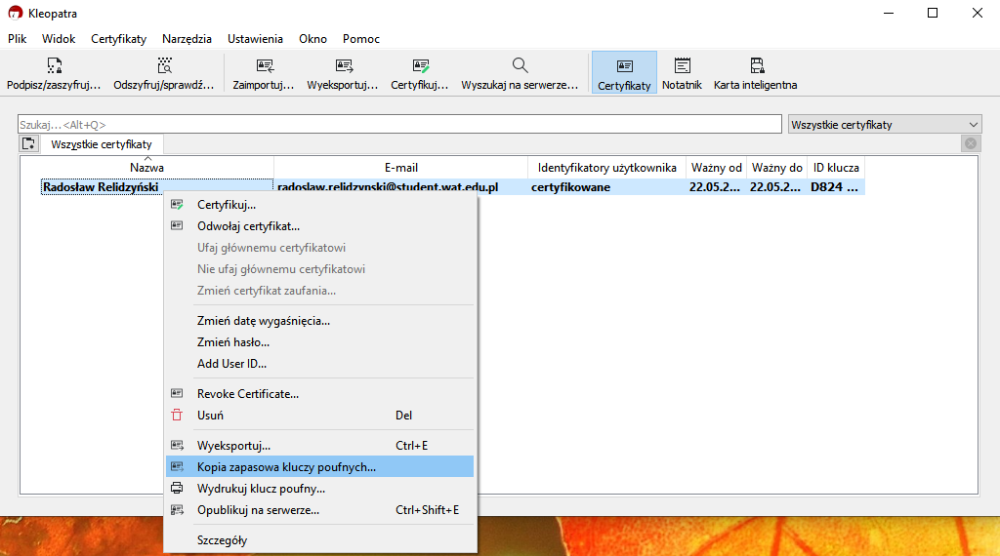 Kleopatra
Plik Widok Certyfikaty Narzędzia Ustawienia Okno Pomoc
Podpisz/zaszyfruj... Odszyfruj/sprawdź... Zaimportuj... Wyeksportuj... Certyfikuj... Wyszukaj na serwerze... Certyfikaty Notatnik Karta inteligentna
Szukaj...<Alt+Q> Wszystkie certyfikaty
Wszystkie certyfikaty
Nazwa E-mail Identyfikatory użytkownika Ważny od Ważny do ID klucza
Radosław Relidzyński radoslaw.relidzynski@student.wat.edu.pl certyfikowane 22.05.2... 22.05.2... D824 ...
Certyfikuj...
Odwołaj certyfikat...
Ufaj głównemu certyfikatowi
Nie ufaj głównemu certyfikatowi
Zmień certyfikat zaufania...
Zmień datę wygaśnięcia...
Zmień hasło...
Add User ID...
Revoke Certificate...
Usuń Del
Wyeksportuj... Ctrl+E
Kopia zapasowa kluczy poufnych...
Wydrukuj klucz poufny...
Opublikuj na serwerze... Ctrl+Shift+E
Szczegóły